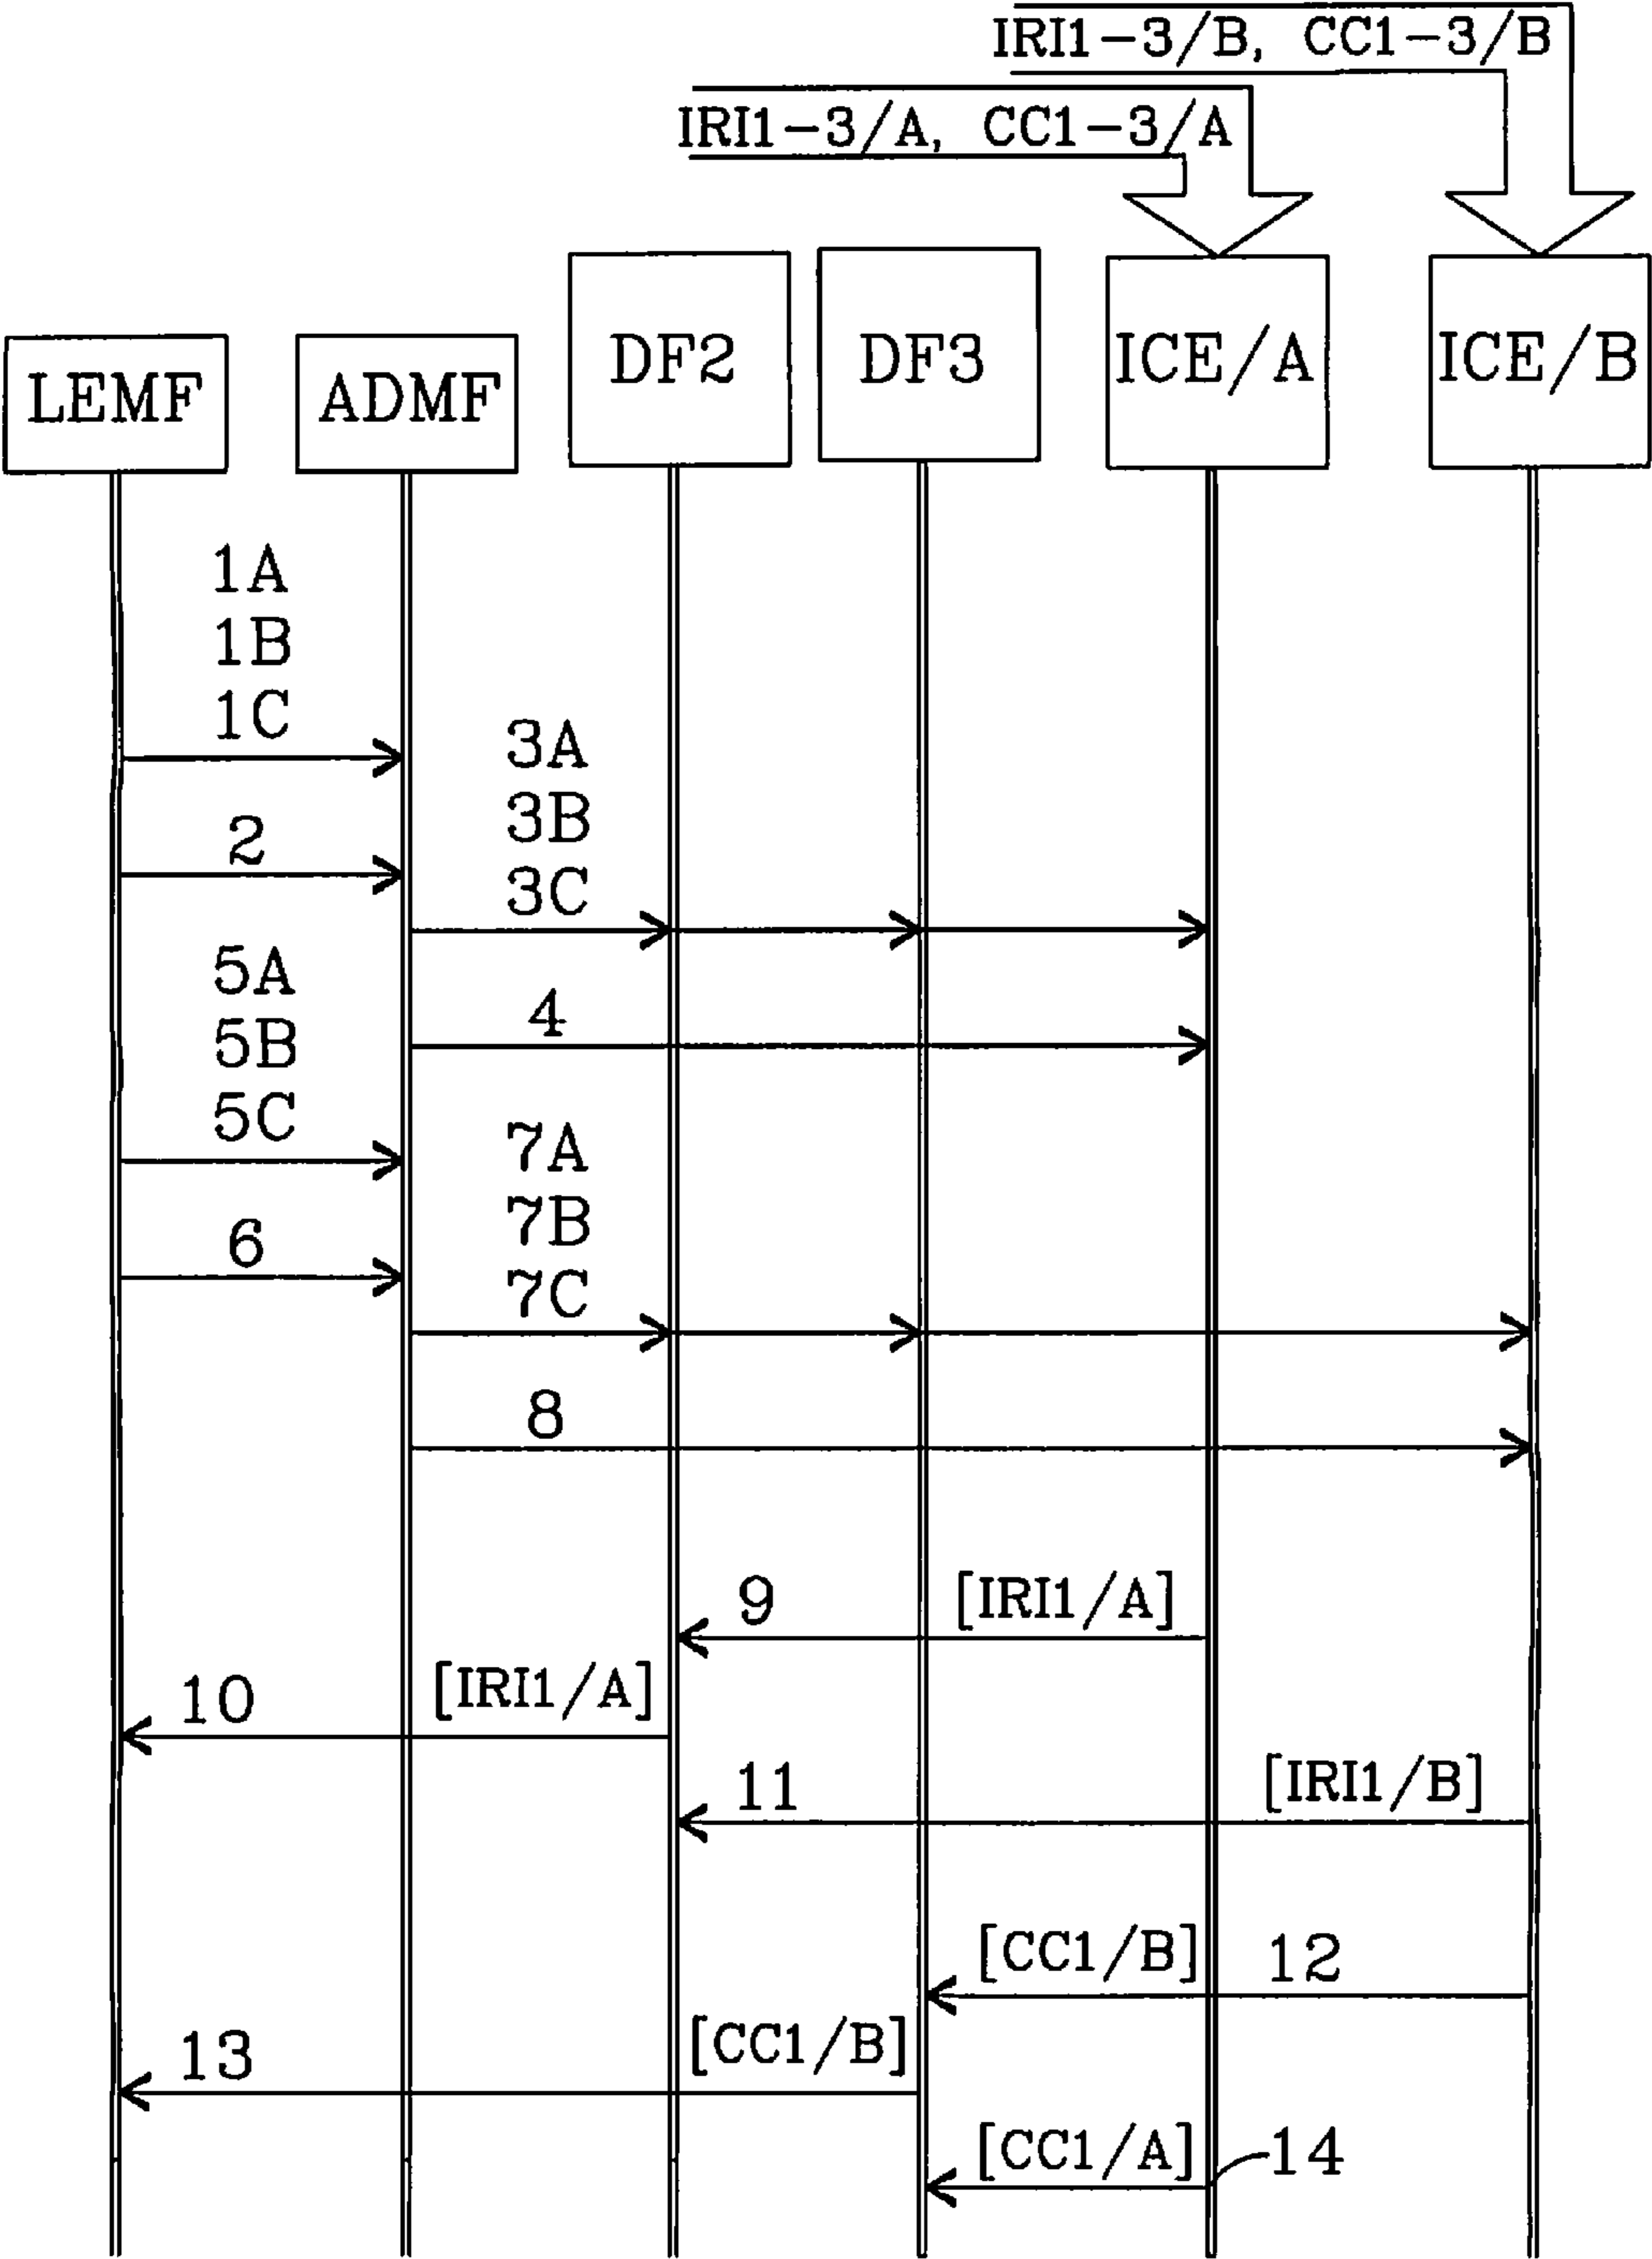 IRI1-3/B, CC1-3/B
IRI1-3/A, CC1-3/A
LEMF
ADMF
DF2
DF3
ICE/A
ICE/B
1A
1B
1C
2
3A
3B
3C
4
5A
5B
5C
6
7A
7B
7C
8
9 [IRI1/A]
10 [IRI1/A]
11 [IRI1/B]
[CC1/B] 12
13 [CC1/B]
[CC1/A] 14